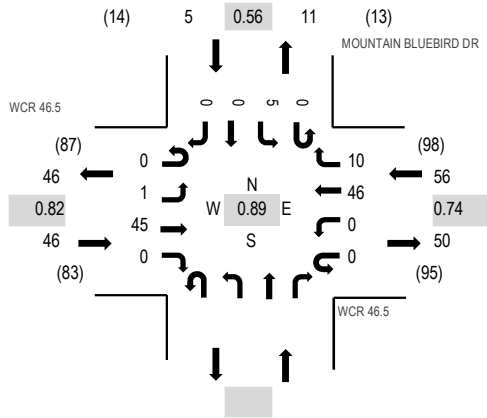 (14) 5 0.56 11 (13)
MOUNTAIN BLUEBIRD DR
0 0 5 0
WCR 46.5
(87) (98)
0 10
46 56
1 46
N
0.82 W 0.89 E 0.74
45 0
S
46 50
0 0
(83) (95)
WCR 46.5